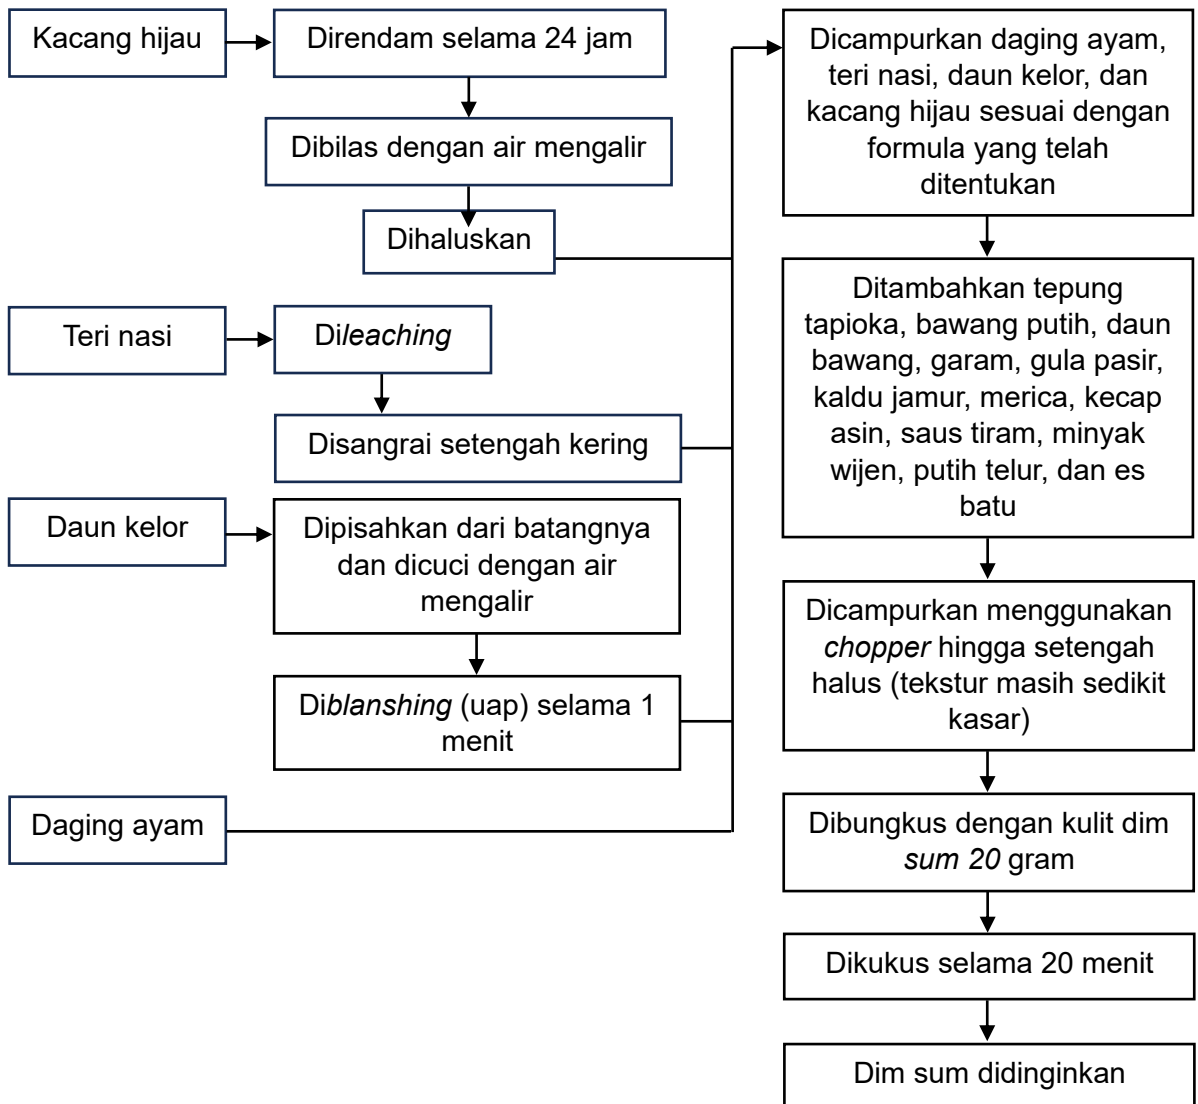 Kacang hijau
Direndam selama 24 jam
Dibilas dengan air mengalir
Dihaluskan
Teri nasi
Dileaching
Disangrai setengah kering
Daun kelor
Dipisahkan dari batangnya
dan dicuci dengan air
mengalir
Diblanshing (uap) selama 1
menit
Daging ayam
Dicampurkan daging ayam,
teri nasi, daun kelor, dan
kacang hijau sesuai dengan
formula yang telah
ditentukan
Ditambahkan tepung
tapioka, bawang putih, daun
bawang, garam, gula pasir,
kaldu jamur, merica, kecap
asin, saus tiram, minyak
wijen, putih telur, dan es
batu
Dicampurkan menggunakan
chopper hingga setengah
halus (tekstur masih sedikit
kasar)
Dibungkus dengan kulit dim
sum 20 gram
Dikukus selama 20 menit
Dim sum didinginkan